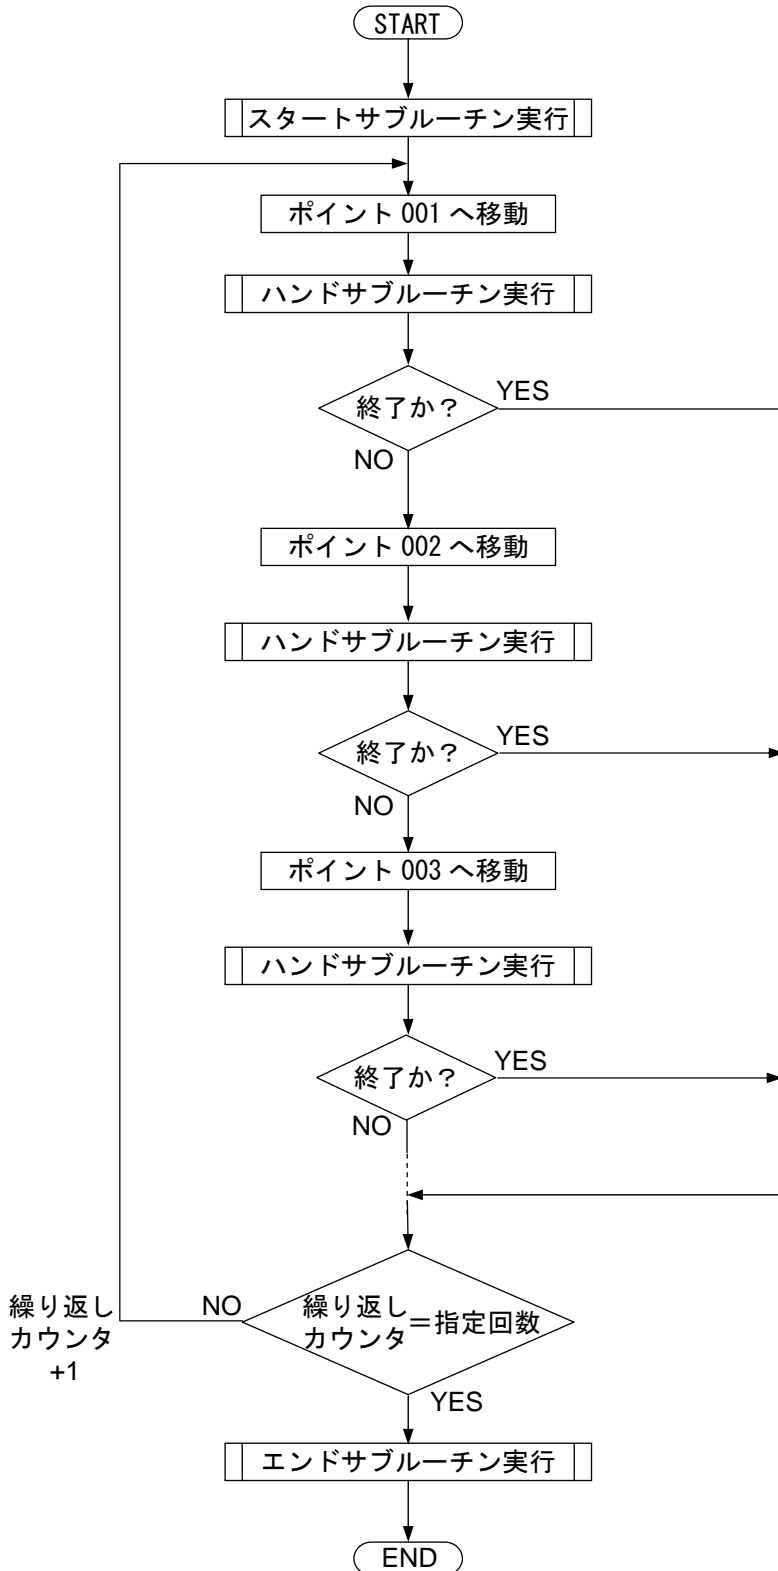 START
スタートサブルーチン実行
ポイント 001 へ移動
ハンドサブルーチン実行
終了か？
YES
NO
ポイント 002 へ移動
ハンドサブルーチン実行
終了か？
YES
NO
ポイント 003 へ移動
ハンドサブルーチン実行
終了か？
YES
NO
繰り返し
カウンタ
+1
NO
繰り返し
カウンタ
＝指定回数
YES
エンドサブルーチン実行
END